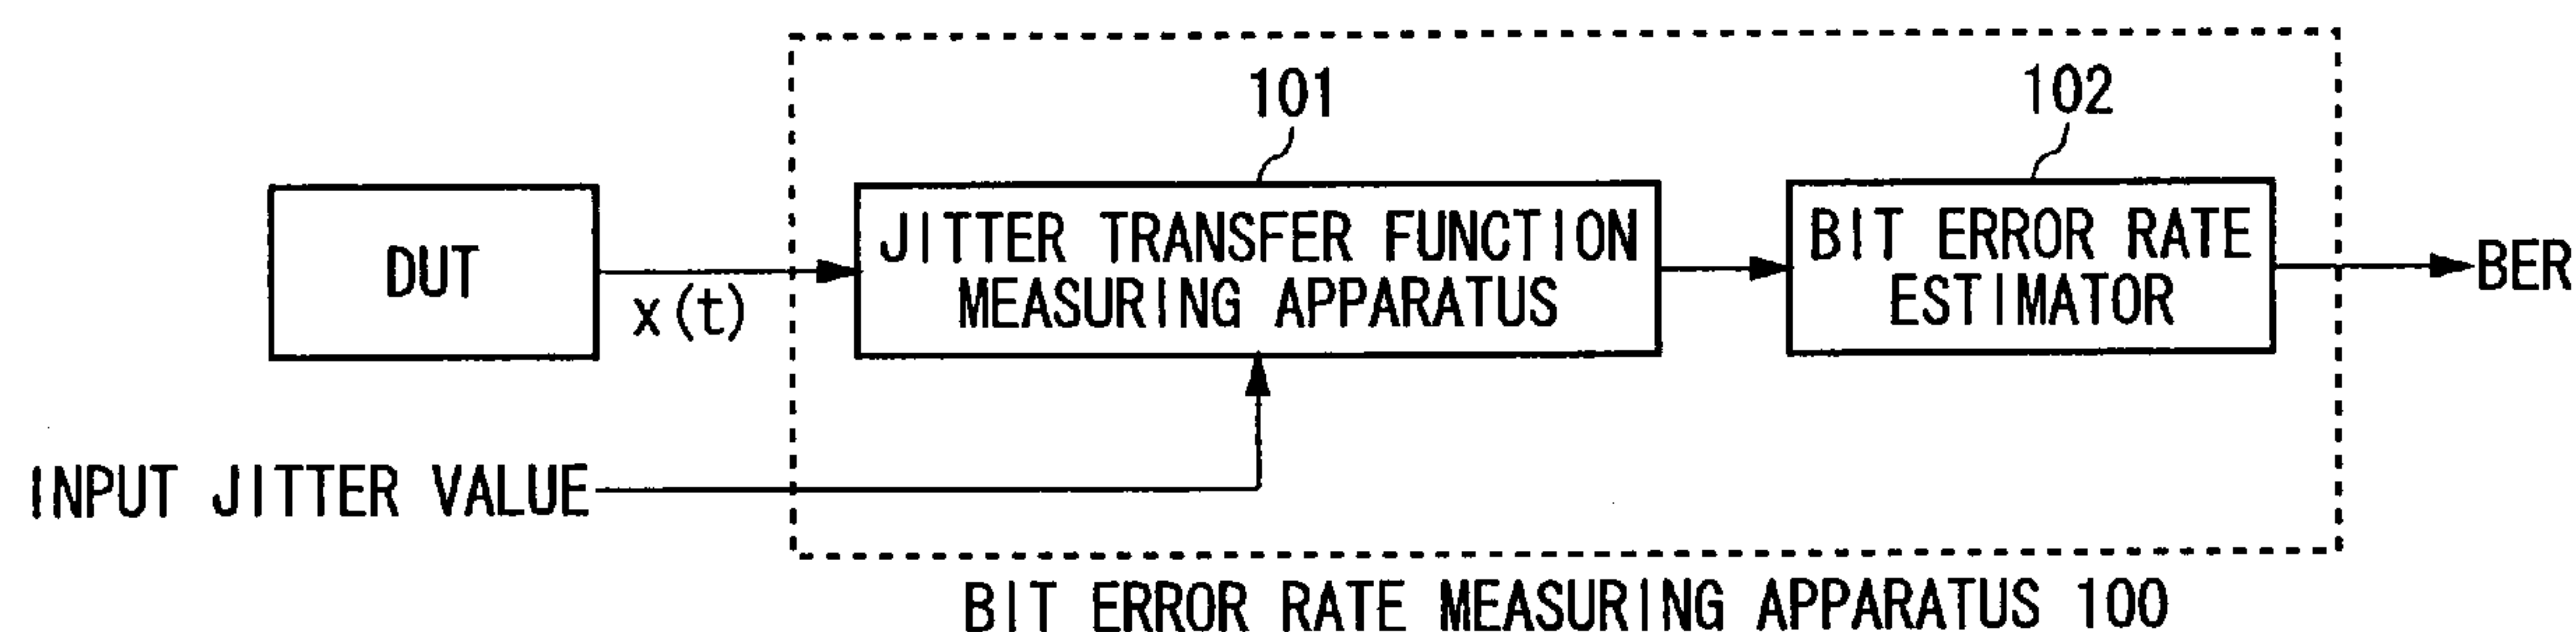 101
102
DUT
x(t)
JITTER TRANSFER FUNCTION
MEASURING APPARATUS
BIT ERROR RATE
ESTIMATOR
BER
INPUT JITTER VALUE
BIT ERROR RATE MEASURING APPARATUS 100